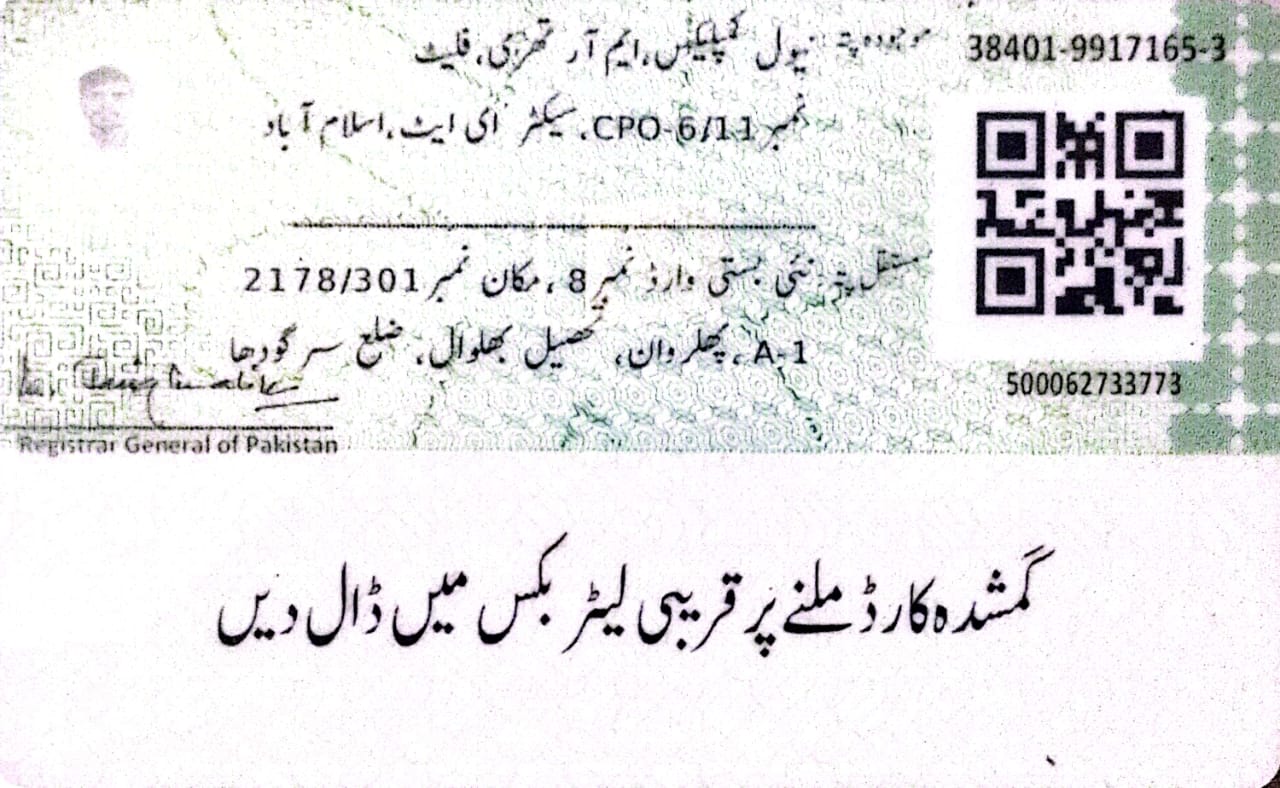 38401-9917165-3
موجودہ پتہ: نیول کمپلیکس، ایم آر تھری، فلیٹ
نمبر CPO-6/11، سیکٹر ای ایٹ، اسلام آباد
مستقل پتہ: نئی بستی وارڈ نمبر 8، مکان نمبر 2178/301
A-1، پھلروان، تحصیل بھلوال، ضلع سرگودھا
500062733773
Registrar General of Pakistan
گمشدہ کارڈ ملنے پر قریبی لیٹر بکس میں ڈال دیں